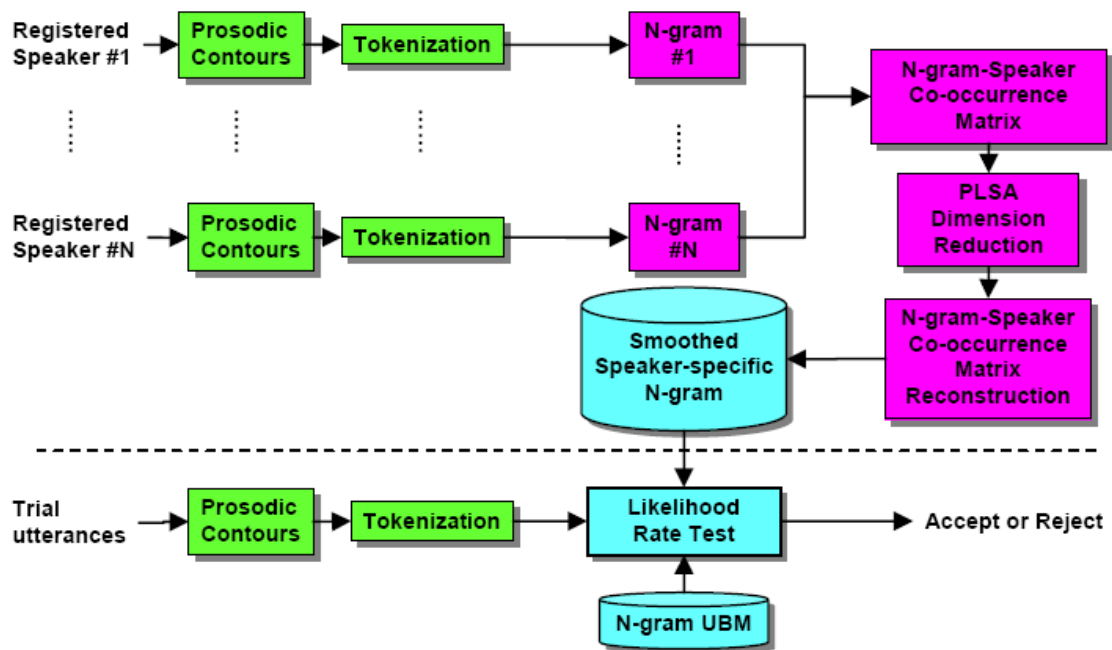 Registered
Speaker #1
Prosodic
Contours
Tokenization
N-gram
#1
N-gram-Speaker
Co-occurrence
Matrix
PLSA
Dimension
Reduction
Registered
Speaker #N
Prosodic
Contours
Tokenization
N-gram
#N
N-gram-Speaker
Co-occurrence
Matrix
Reconstruction
Smoothed
Speaker-specific
N-gram
Trial
utterances
Prosodic
Contours
Tokenization
Likelihood
Rate Test
Accept or Reject
N-gram UBM